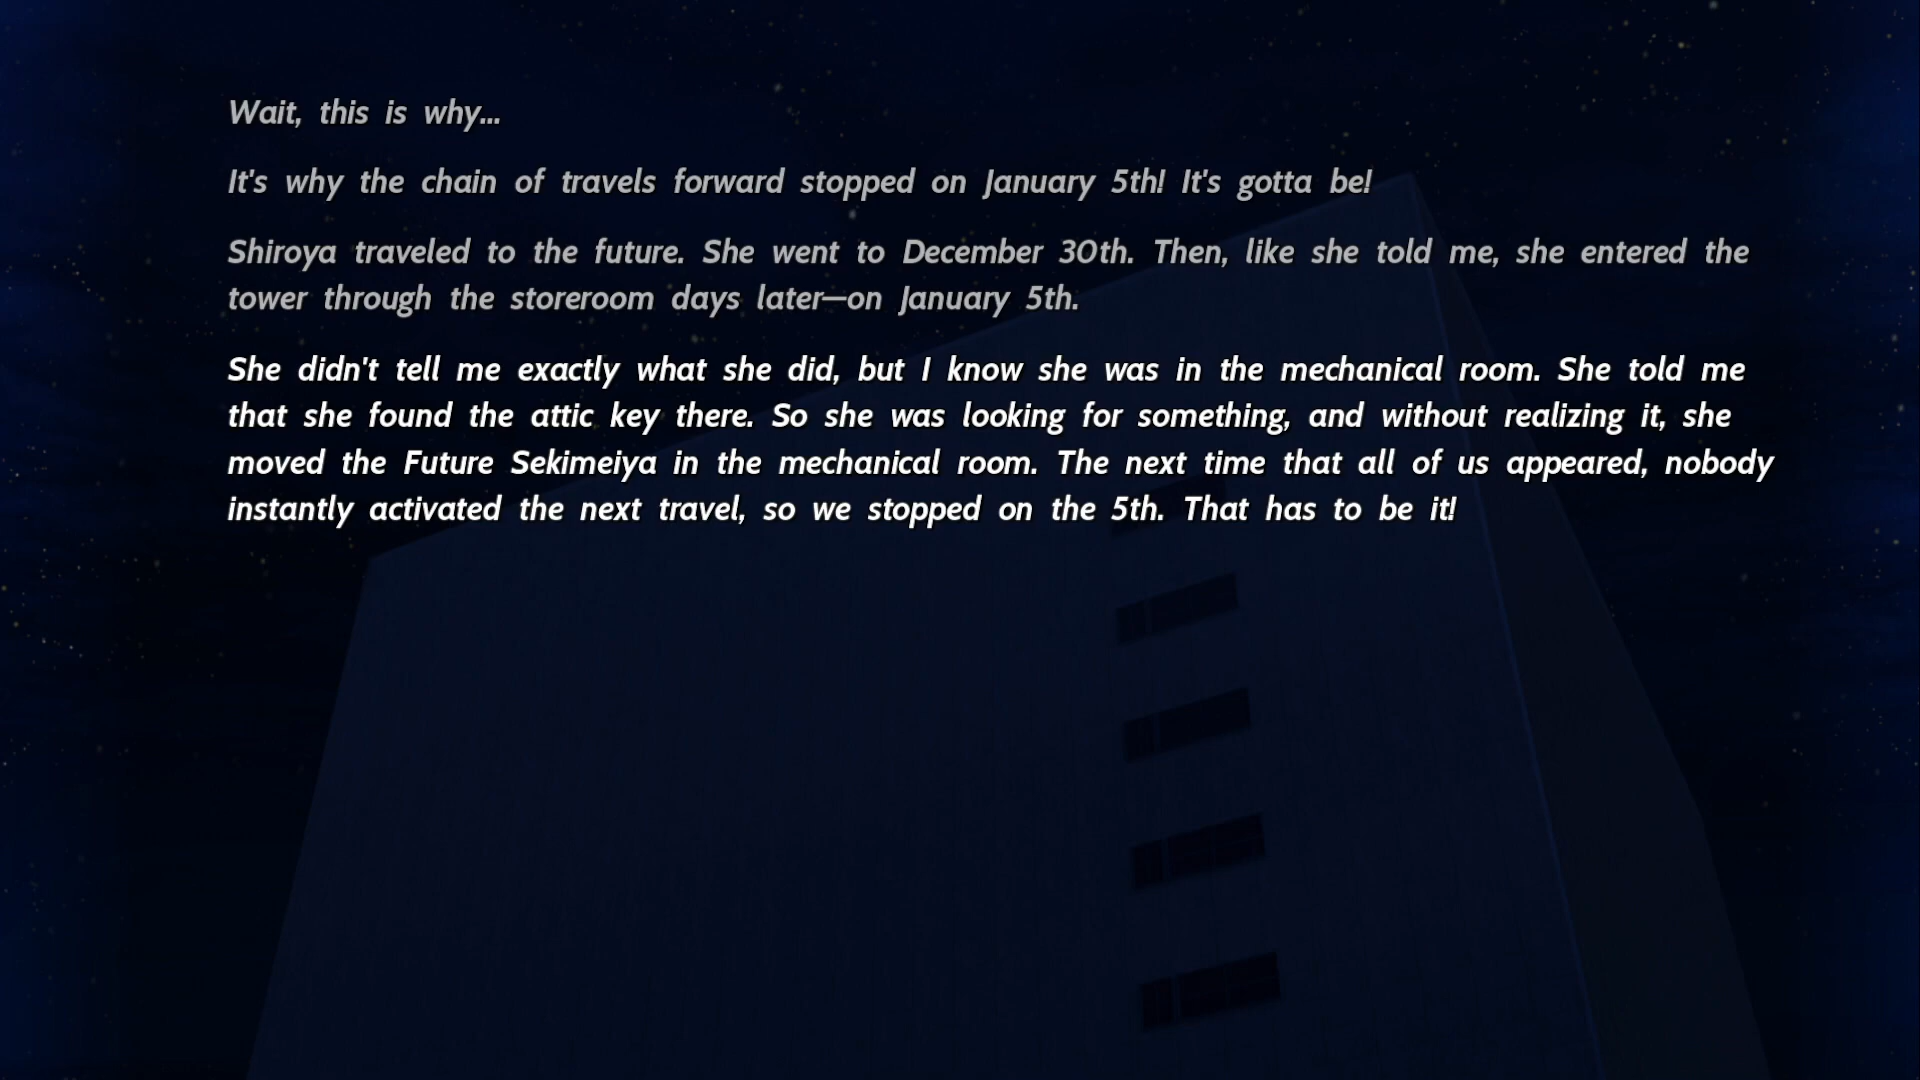 Wait, this is why...
It's why the chain of travels forward stopped on January 5th! It's gotta be!
Shiroya traveled to the future. She went to December 30th. Then, like she told me, she entered the
tower through the storeroom days later—on January 5th.
She didn't tell me exactly what she did, but I know she was in the mechanical room. She told me
that she found the attic key there. So she was looking for something, and without realizing it, she
moved the Future Sekimeiya in the mechanical room. The next time that all of us appeared, nobody
instantly activated the next travel, so we stopped on the 5th. That has to be it!